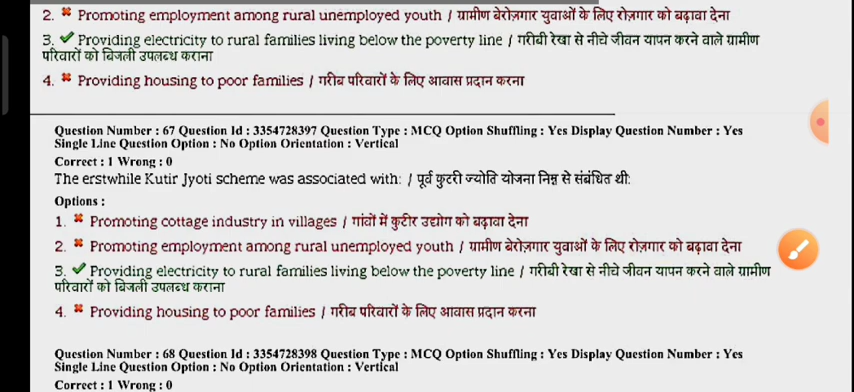 2. Promoting employment among rural unemployed youth / ग्रामीण बेरोज़गार युवाओं के लिए रोज़गार को बढ़ावा देना
3. Providing electricity to rural families living below the poverty line / गरीबी रेखा से नीचे जीवन यापन करने वाले ग्रामीण
परिवारों को बिजली उपलब्ध कराना
4. Providing housing to poor families / गरीब परिवारों के लिए आवास प्रदान करना
Question Number : 67 Question Id : 3354728397 Question Type : MCQ Option Shuffling : Yes Display Question Number : Yes
Single Line Question Option : No Option Orientation : Vertical
Correct : 1 Wrong : 0
The erstwhile Kutir Jyoti scheme was associated with: / पूर्व कुटरी ज्योति योजना निम्न से संबंधित थी:
Options :
1. Promoting cottage industry in villages / गांवों में कुटीर उद्योग को बढ़ावा देना
2. Promoting employment among rural unemployed youth / ग्रामीण बेरोज़गार युवाओं के लिए रोज़गार को बढ़ावा देना
3. Providing electricity to rural families living below the poverty line / गरीबी रेखा से नीचे जीवन यापन करने वाले ग्रामीण
परिवारों को बिजली उपलब्ध कराना
4. Providing housing to poor families / गरीब परिवारों के लिए आवास प्रदान करना
Question Number : 68 Question Id : 3354728398 Question Type : MCQ Option Shuffling : Yes Display Question Number : Yes
Single Line Question Option : No Option Orientation : Vertical
Correct : 1 Wrong : 0